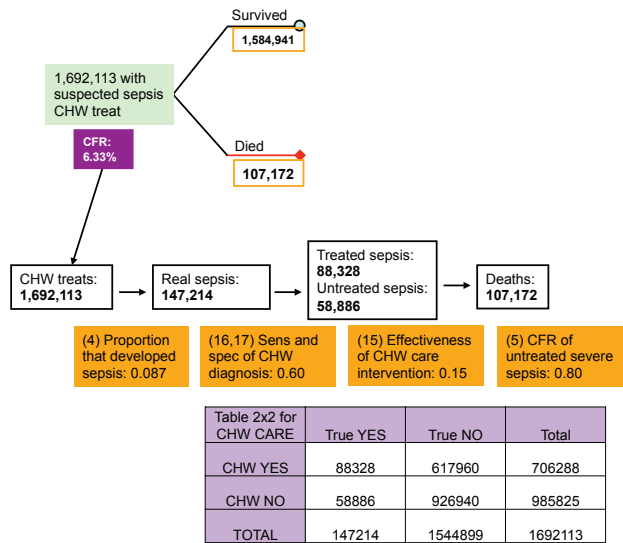 Survived
1,584,941
1,692,113 with
suspected sepsis
CHW treat
CFR:
6.33%
Died
107,172
CHW treats:
1,692,113
Real sepsis:
147,214
Treated sepsis:
88,328
Untreated sepsis:
58,886
Deaths:
107,172
(4) Proportion
that developed
sepsis: 0.087
(16,17) Sens and
spec of CHW
diagnosis: 0.60
(15) Effectiveness
of CHW care
intervention: 0.15
(5) CFR of
untreated severe
sepsis: 0.80
Table 2x2 for
CHW CARE
True YES
True NO
Total
CHW YES
88328
617960
706288
CHW NO
58886
926940
985825
TOTAL
147214
1544899
1692113